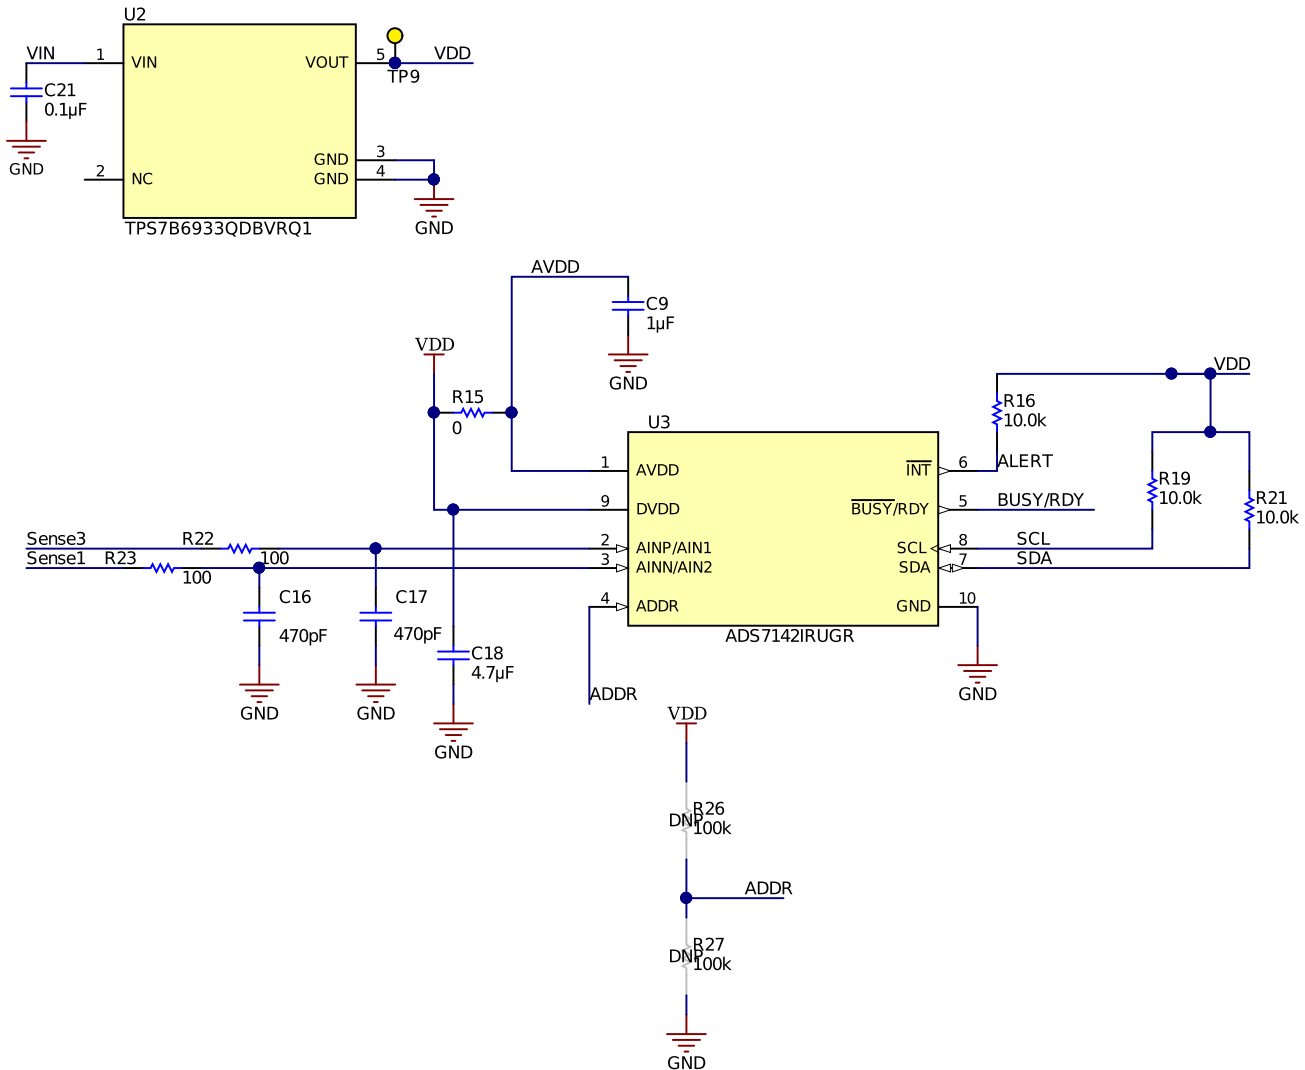 U2
VIN
1
VIN
VOUT
5
VDD
TP9
C21
0.1µF
GND
2
NC
GND
3
GND
4
TPS7B6933QDBVRQ1
GND
AVDD
C9
1µF
GND
VDD
R15
0
U3
1
AVDD
INT
6
ALERT
R16
10.0k
VDD
9
DVDD
BUSY/RDY
5
BUSY/RDY
R19
10.0k
R21
10.0k
Sense3
R22
100
2
AINP/AIN1
SCL
8
SCL
Sense1
R23
100
3
AINN/AIN2
SDA
7
SDA
4
ADDR
GND
10
ADS7142IRUGR
C16
470pF
C17
470pF
C18
4.7µF
ADDR
GND
GND
GND
GND
VDD
R26
DNP
100k
ADDR
R27
DNP
100k
GND